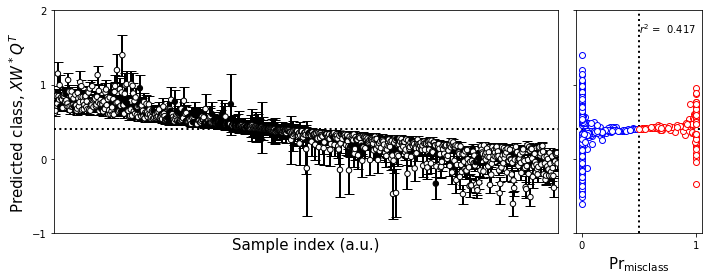 Predicted class, XW*Q^T
2
1
0
−1
Sample index (a.u.)
r² = 0.417
0
1
Pr_misclass